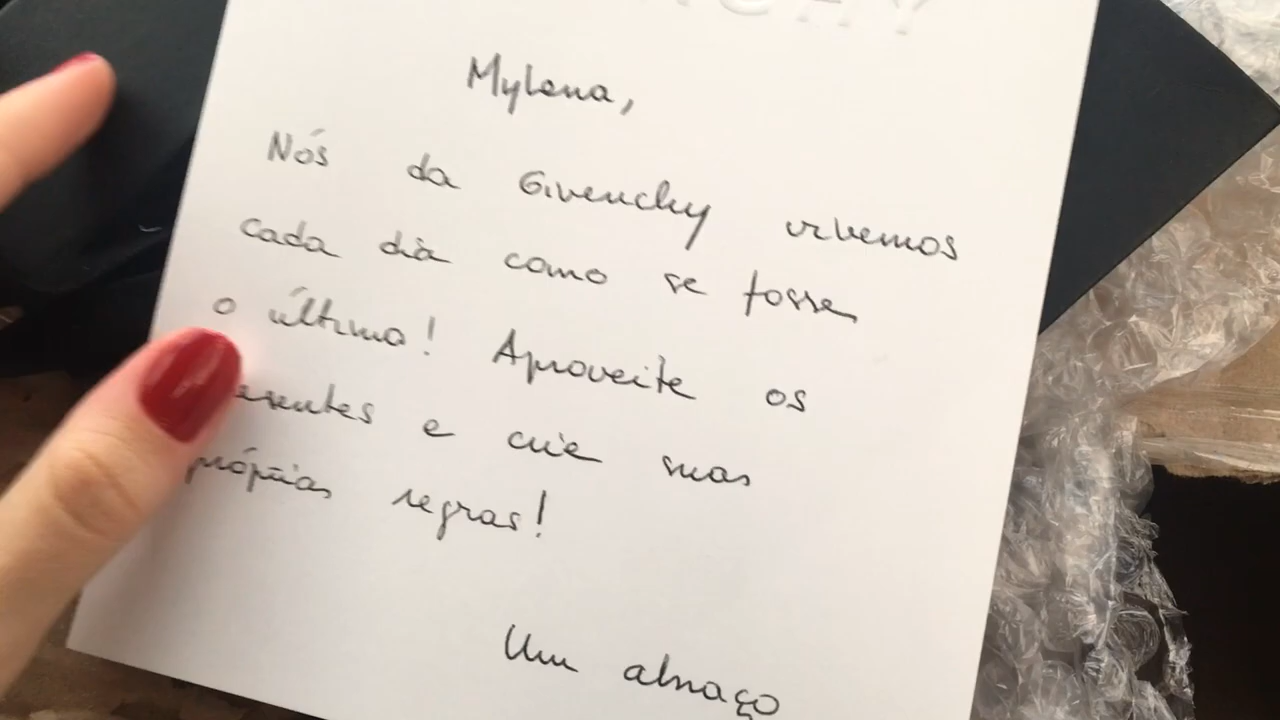 Mylena,
Nós da Givenchy vivemos
cada dia como se fosse
o último! Aproveite os
e crie suas
próprias regras!
Um abraço